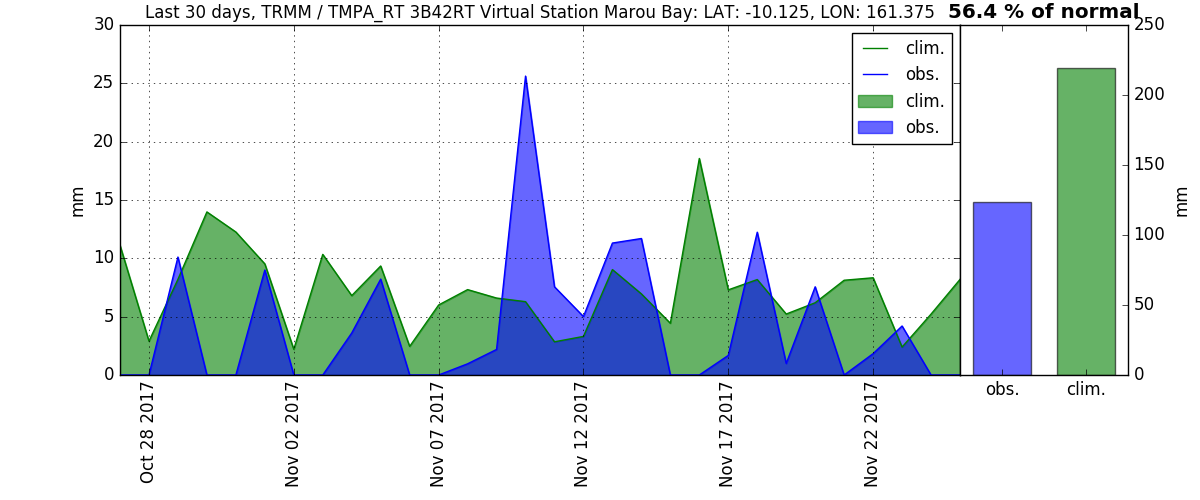 Last 30 days, TRMM / TMPA_RT 3B42RT Virtual Station Marou Bay: LAT: -10.125, LON: 161.375
56.4 % of normal
30
25
20
15
10
5
0
mm
clim.
obs.
clim.
obs.
Oct 28 2017
Nov 02 2017
Nov 07 2017
Nov 12 2017
Nov 17 2017
Nov 22 2017
250
200
150
100
50
0
mm
obs.
clim.